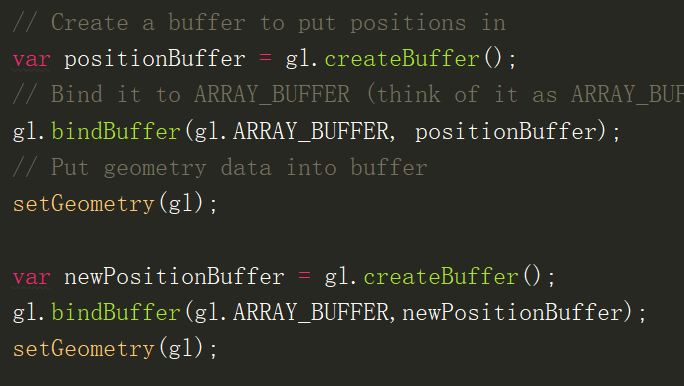 // Create a buffer to put positions in
var positionBuffer = gl.createBuffer();
// Bind it to ARRAY_BUFFER (think of it as
gl.bindBuffer(gl.ARRAY_BUFFER, positionBuffer);
// Put geometry data into buffer
setGeometry(gl);
var newPositionBuffer = gl.createBuffer();
gl.bindBuffer(gl.ARRAY_BUFFER,newPositionBuffer);
setGeometry(gl);